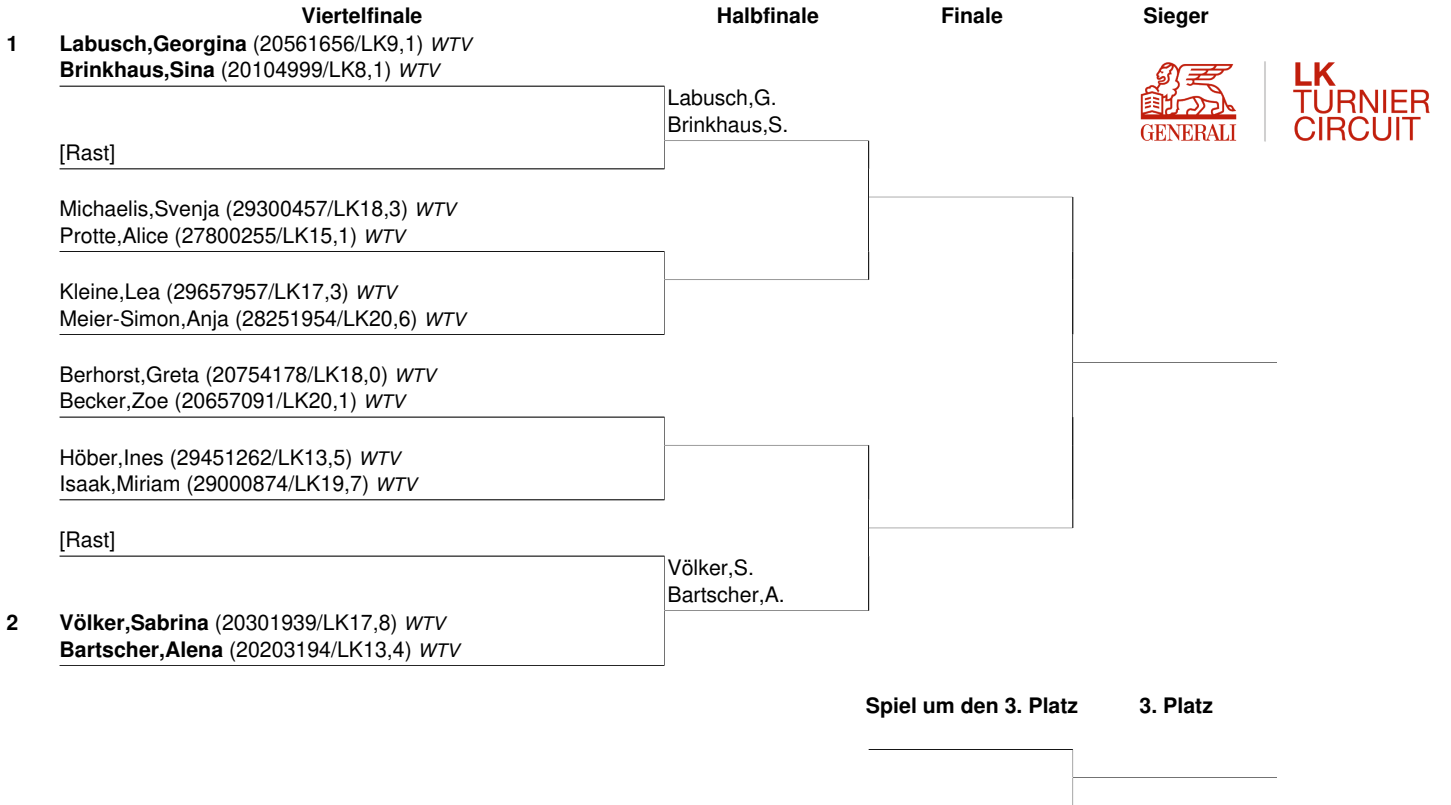 Viertelfinale Halbfinale Finale Sieger
1 Labusch,Georgina (20561656/LK9,1) WTV
Brinkhaus,Sina (20104999/LK8,1) WTV
GENERALI
LK
TURNIER
CIRCUIT
Labusch,G.
Brinkhaus,S.
[Rast]
Michaelis,Svenja (29300457/LK18,3) WTV
Protte,Alice (27800255/LK15,1) WTV
Kleine,Lea (29657957/LK17,3) WTV
Meier-Simon,Anja (28251954/LK20,6) WTV
Berhorst,Greta (20754178/LK18,0) WTV
Becker,Zoe (20657091/LK20,1) WTV
Höber,Ines (29451262/LK13,5) WTV
Isaak,Miriam (29000874/LK19,7) WTV
[Rast]
Völker,S.
Bartscher,A.
2 Völker,Sabrina (20301939/LK17,8) WTV
Bartscher,Alena (20203194/LK13,4) WTV
Spiel um den 3. Platz 3. Platz